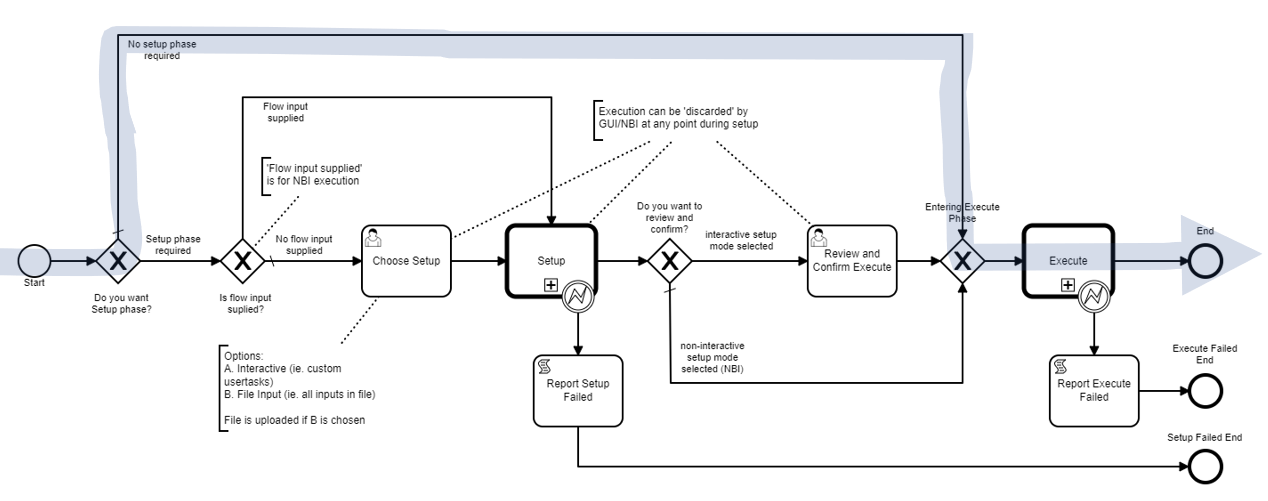 No setup phase
required
Flow input
supplied
Execution can be 'discarded' by
GUI/NBI at any point during setup
'Flow input supplied'
is for NBI execution
Start
X
Do you want
Setup phase?
Setup phase
required
X
Is flow input
suplied?
No flow input
supplied
Choose Setup
Setup
Do you want to
review and
confirm?
X
interactive setup
mode selected
Review and
Confirm Execute
Entering Execute
Phase
X
Execute
End
Options:
A. Interactive (ie. custom
usertasks)
B. File Input (ie. all inputs in file)
File is uploaded if B is chosen
Report Setup
Failed
non-interactive
setup mode
selected (NBI)
Report Execute
Failed
Execute Failed
End
Setup Failed End